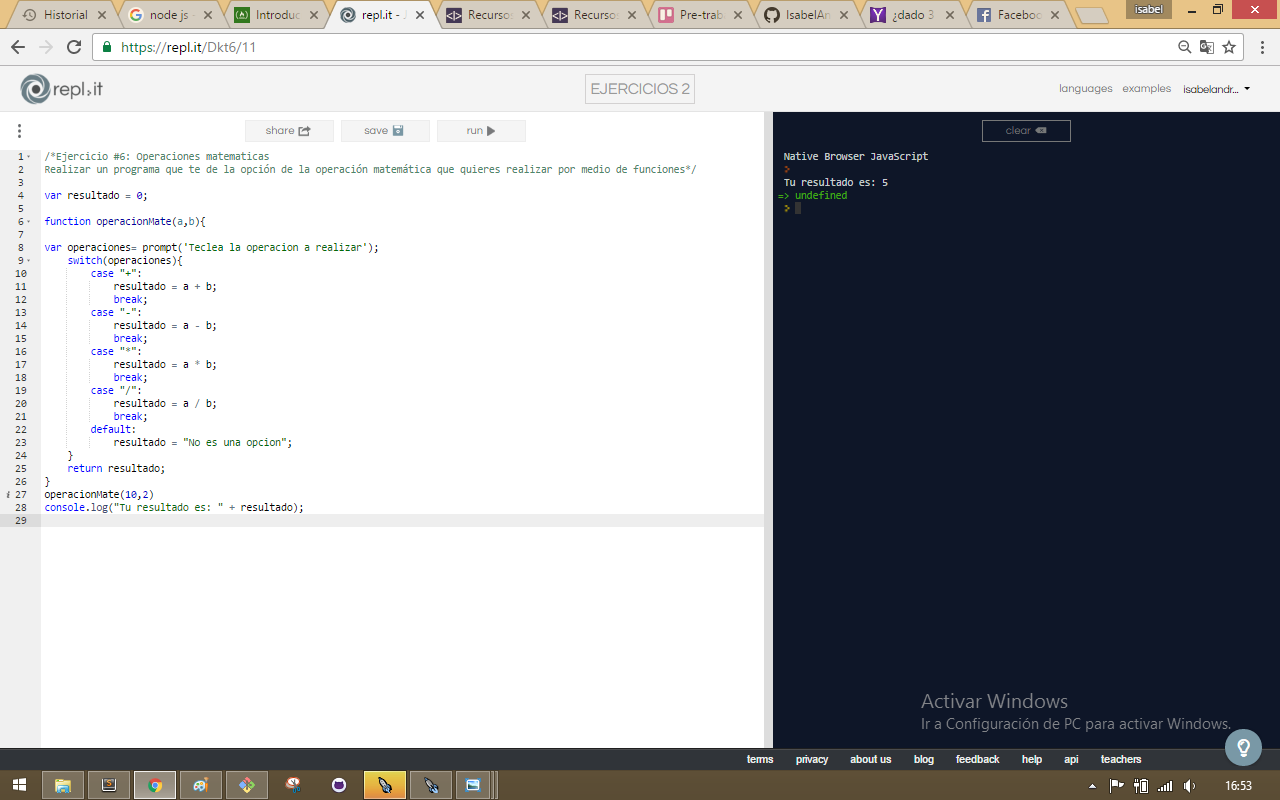 Historial
node js
Introduc
repl.it - J
Recursos
Recursos
Pre-trab
IsabelAn
¿dado 3
Faceboo
isabel
https://repl.it/Dkt6/11
repl.it
EJERCICIOS 2
languages
examples
isabelandr...
share
save
run
clear
1 /*Ejercicio #6: Operaciones matematicas
2 Realizar un programa que te de la opción de la operación matemática que quieres realizar por medio de funciones*/
3
4 var resultado = 0;
5
6 function operacionMate(a,b){
7
8 var operaciones= prompt('Teclea la operacion a realizar');
9 switch(operaciones){
10 case "+":
11 resultado = a + b;
12 break;
13 case "-":
14 resultado = a - b;
15 break;
16 case "*":
17 resultado = a * b;
18 break;
19 case "/":
20 resultado = a / b;
21 break;
22 default:
23 resultado = "No es una opcion";
24 }
25 return resultado;
26 }
i 27 operacionMate(10,2)
28 console.log("Tu resultado es: " + resultado);
29
Native Browser JavaScript
>
Tu resultado es: 5
=> undefined
>
Activar Windows
Ir a Configuración de PC para activar Windows.
terms
privacy
about us
blog
feedback
help
api
teachers
16:53